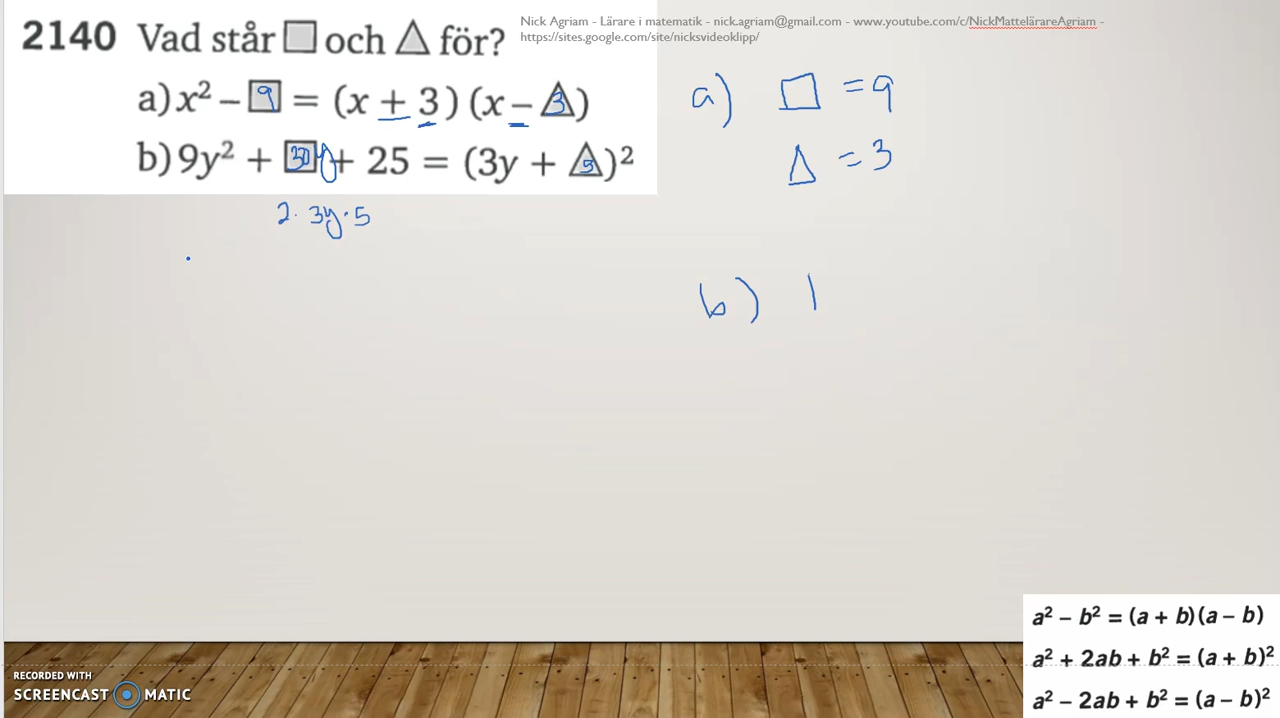 Nick Agriam - Lärare i matematik - nick.agriam@gmail.com - www.youtube.com/c/NickMattelärareAgriam -
https://sites.google.com/site/nicksvideoklipp/
2140 Vad står □ och △ för?
a) x² – 9 = (x + 3)(x – 3)
b) 9y² + 30y + 25 = (3y + 5)²
2 · 3y · 5
a) □ = 9
△ = 3
b)
a² – b² = (a + b)(a – b)
a² + 2ab + b² = (a + b)²
a² – 2ab + b² = (a – b)²
RECORDED WITH
SCREENCAST MATIC